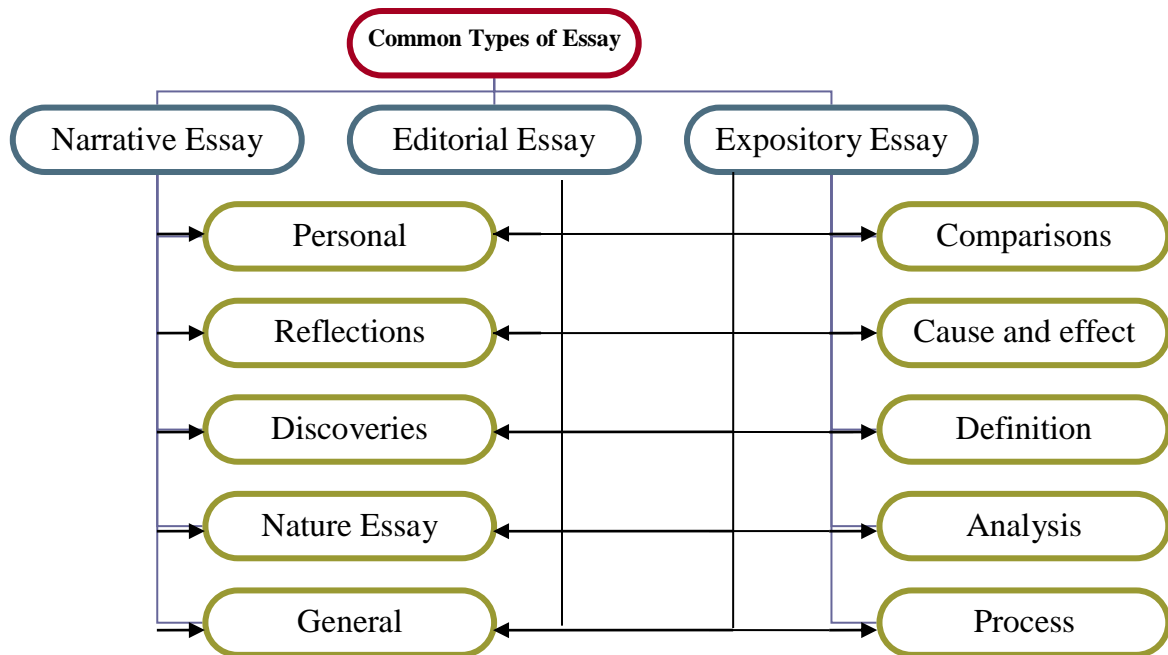 Common Types of Essay
Narrative Essay
Editorial Essay
Expository Essay
Personal
Comparisons
Reflections
Cause and effect
Discoveries
Definition
Nature Essay
Analysis
General
Process